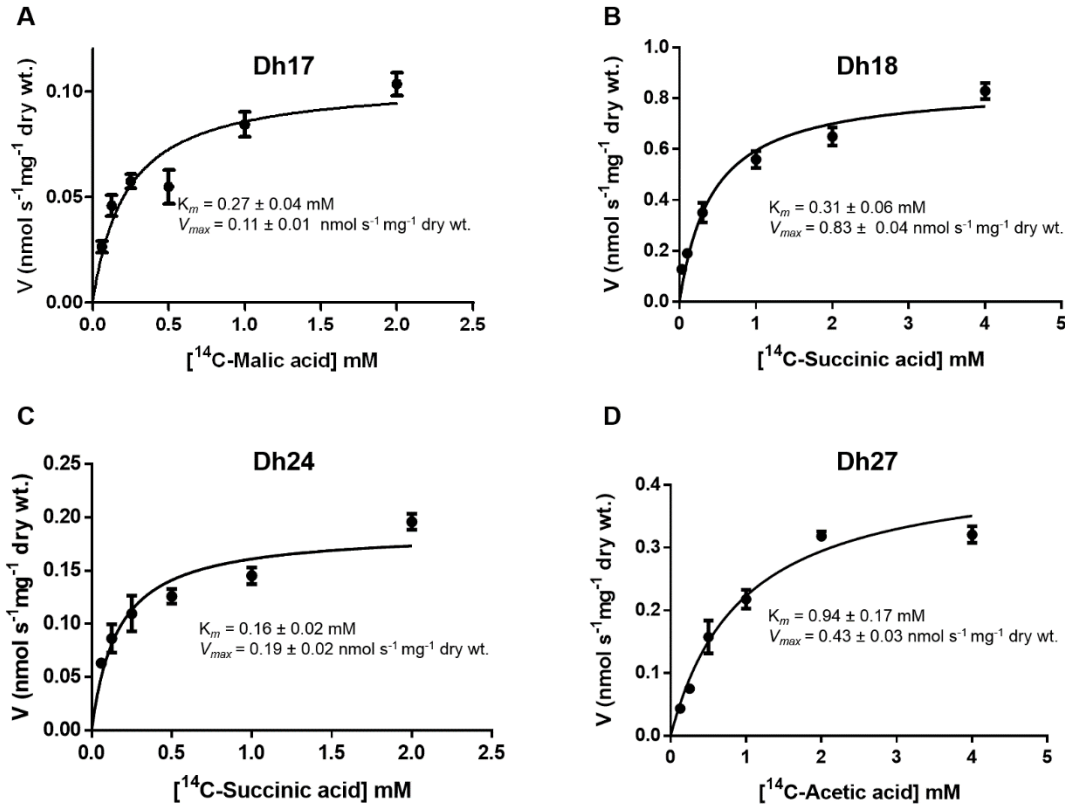 A
Dh17
V (nmol s⁻¹mg⁻¹ dry wt.)
0.10
0.05
0.00
K_m = 0.27 ± 0.04 mM
V_max = 0.11 ± 0.01 nmol s⁻¹ mg⁻¹ dry wt.
0.0 0.5 1.0 1.5 2.0 2.5
[¹⁴C-Malic acid] mM
B
Dh18
V (nmol s⁻¹mg⁻¹ dry wt.)
1.0
0.8
0.6
0.4
0.2
0.0
K_m = 0.31 ± 0.06 mM
V_max = 0.83 ± 0.04 nmol s⁻¹ mg⁻¹ dry wt.
0 1 2 3 4 5
[¹⁴C-Succinic acid] mM
C
Dh24
V (nmol s⁻¹mg⁻¹ dry wt.)
0.25
0.20
0.15
0.10
0.05
0.00
K_m = 0.16 ± 0.02 mM
V_max = 0.19 ± 0.02 nmol s⁻¹ mg⁻¹ dry wt.
0.0 0.5 1.0 1.5 2.0 2.5
[¹⁴C-Succinic acid] mM
D
Dh27
V (nmol s⁻¹mg⁻¹ dry wt.)
0.4
0.3
0.2
0.1
0.0
K_m = 0.94 ± 0.17 mM
V_max = 0.43 ± 0.03 nmol s⁻¹ mg⁻¹ dry wt.
0 1 2 3 4 5
[¹⁴C-Acetic acid] mM